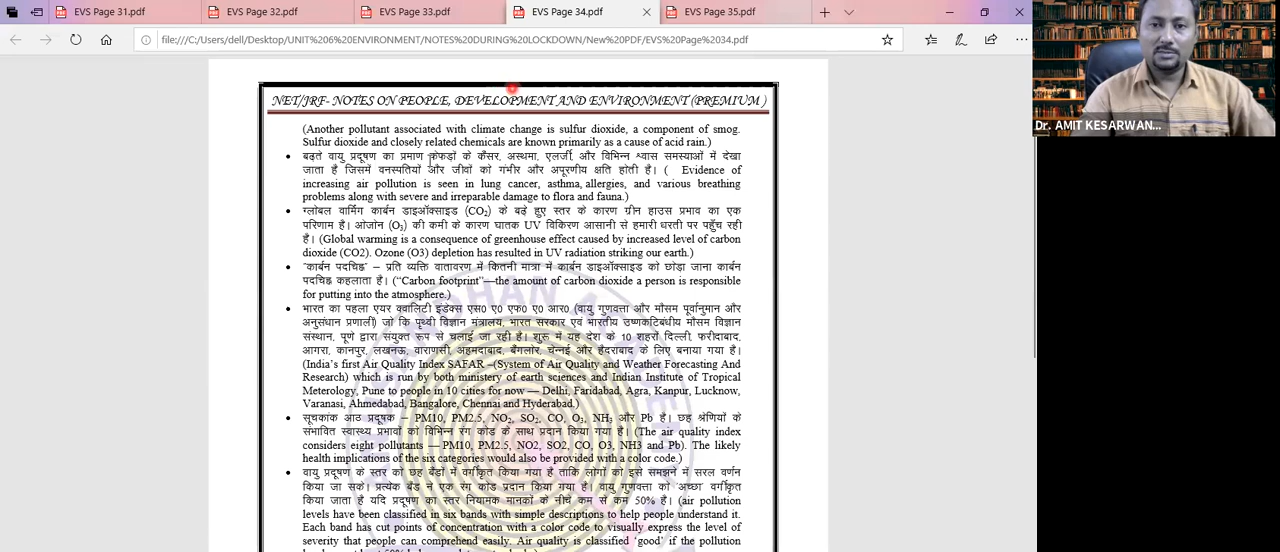 EVS Page 31.pdf
EVS Page 32.pdf
EVS Page 33.pdf
EVS Page 34.pdf
EVS Page 35.pdf
file:///C:/Users/dell/Desktop/UNIT%206%20ENVIRONMENT/NOTES%20DURING%20LOCKDOWN/New%20PDF/EVS%20Page%2034.pdf
Dr. AMIT KESARWAN...
NET/JRF- NOTES ON PEOPLE, DEVELOPMENT AND ENVIRONMENT (PREMIUM )
(Another pollutant associated with climate change is sulfur dioxide, a component of smog.
Sulfur dioxide and closely related chemicals are known primarily as a cause of acid rain.)
• बढ़ते वायु प्रदूषण का प्रमाण फेफड़ों के कैंसर, अस्थमा, एलर्जी, और विभिन्न श्वास समस्याओं में देखा
जाता है जिसमें वनस्पतियों और जीवों को गंभीर और अपूरणीय क्षति होती है। ( Evidence of
increasing air pollution is seen in lung cancer, asthma, allergies, and various breathing
problems along with severe and irreparable damage to flora and fauna.)
• ग्लोबल वार्मिंग कार्बन डाइऑक्साइड (CO₂) के बढ़े हुए स्तर के कारण ग्रीन हाउस प्रभाव का एक
परिणाम है। ओजोन (O₃) की कमी के कारण घातक UV विकिरण आसानी से हमारी धरती पर पहुँच रही
है। (Global warming is a consequence of greenhouse effect caused by increased level of carbon
dioxide (CO2). Ozone (O3) depletion has resulted in UV radiation striking our earth.)
• "कार्बन पदचिह्न" – प्रति व्यक्ति वातावरण में कितनी मात्रा में कार्बन डाइऑक्साइड को छोडा जाना कार्बन
पदचिह्न कहलाता है। (“Carbon footprint”—the amount of carbon dioxide a person is responsible
for putting into the atmosphere.)
• भारत का पहला एयर क्वालिटी इंडेक्स एस0 ए0 एफ0 ए0 आर0 (वायु गुणवत्ता और मौसम पूर्वानुमान और
अनुसंधान प्रणाली) जो कि पृथ्वी विज्ञान मंत्रालय, भारत सरकार एवं भारतीय उष्णकटिबंधीय मौसम विज्ञान
संस्थान, पूणे द्वारा संयुक्त रूप से चलाई जा रही है। शुरू में यह देश के 10 शहरों दिल्ली, फरीदाबाद,
आगरा, कानपुर, लखनऊ, वाराणसी, अहमदाबाद, बैंगलोर, चन्नई और हैदराबाद के लिए बनाया गया है।
(India’s first Air Quality Index SAFAR –(System of Air Quality and Weather Forecasting And
Research) which is run by both ministery of earth sciences and Indian Institute of Tropical
Meterology, Pune to people in 10 cities for now — Delhi, Faridabad, Agra, Kanpur, Lucknow,
Varanasi, Ahmedabad, Bangalore, Chennai and Hyderabad.)
• सूचकांक आठ प्रदूषक – PM10, PM2.5, NO₂, SO₂, CO, O₃, NH₃ और Pb है। छह श्रेणियों के
संभावित स्वास्थ्य प्रभावों को विभिन्न रंग कोड के साथ प्रदान किया गया है। (The air quality index
considers eight pollutants — PM10, PM2.5, NO2, SO2, CO, O3, NH3 and Pb). The likely
health implications of the six categories would also be provided with a color code.)
• वायु प्रदूषण के स्तर को छह बैंडों में वर्गीकृत किया गया है ताकि लोगों को इसे समझने में सरल वर्णन
किया जा सके। प्रत्येक बैंड ने एक रंग कोड प्रदान किया गया है। वायु गुणवत्ता को 'अच्छा' वर्गीकृत
किया जाता है यदि प्रदूषण का स्तर नियामक मानकों के नीचे कम से कम 50% है। (air pollution
levels have been classified in six bands with simple descriptions to help people understand it.
Each band has cut points of concentration with a color code to visually express the level of
severity that people can comprehend easily. Air quality is classified ‘good’ if the pollution